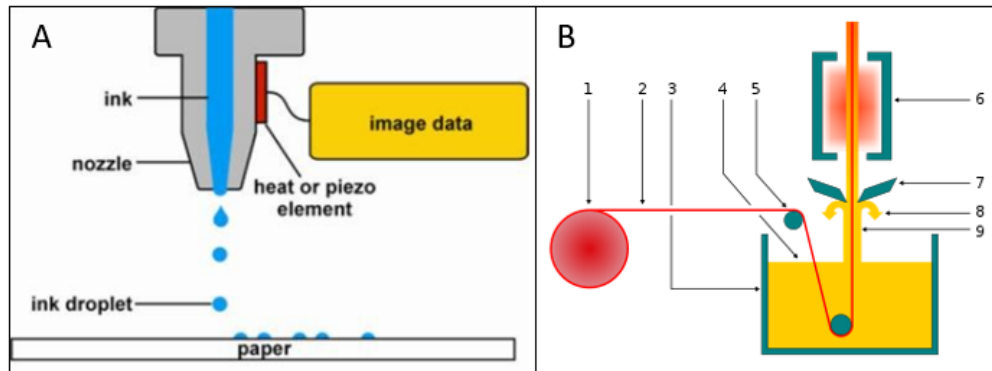 A
ink
image data
nozzle
heat or piezo
element
ink droplet
paper
B
1
2
3
4
5
6
7
8
9